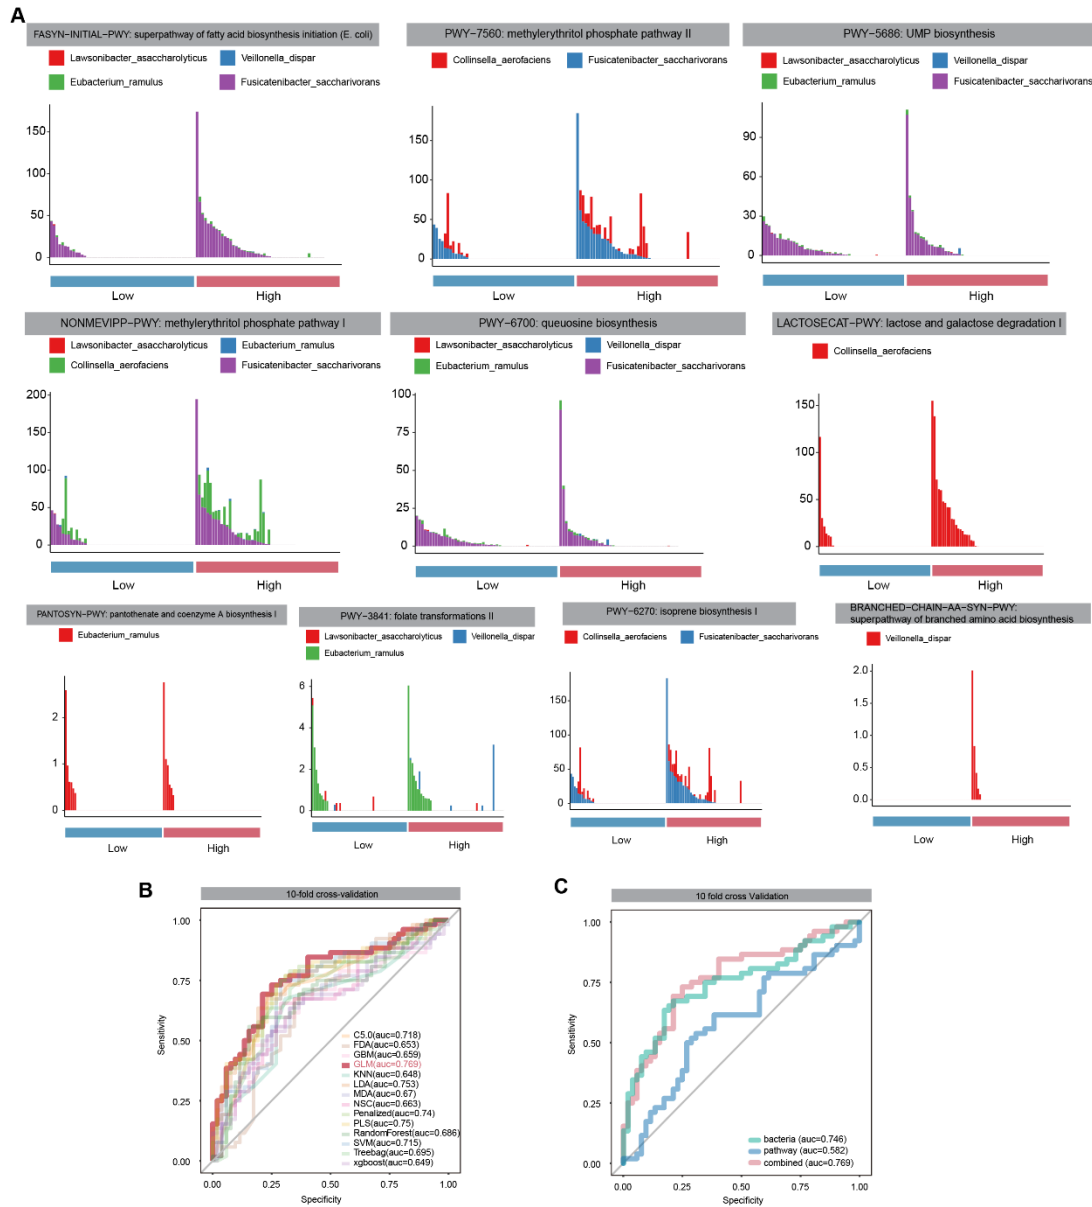 A
FASYN−INITIAL−PWY: superpathway of fatty acid biosynthesis initiation (E. coli)
Lawsonibacter_asaccharolyticus
Veillonella_dispar
Eubacterium_ramulus
Fusicatenibacter_saccharivorans
150
100
50
0
Low
High
PWY−7560: methylerythritol phosphate pathway II
Collinsella_aerofaciens
Fusicatenibacter_saccharivorans
150
100
50
0
Low
High
PWY−5686: UMP biosynthesis
Lawsonibacter_asaccharolyticus
Veillonella_dispar
Eubacterium_ramulus
Fusicatenibacter_saccharivorans
90
60
30
0
Low
High
NONMEVIPP−PWY: methylerythritol phosphate pathway I
Lawsonibacter_asaccharolyticus
Eubacterium_ramulus
Collinsella_aerofaciens
Fusicatenibacter_saccharivorans
200
150
100
50
0
Low
High
PWY−6700: queuosine biosynthesis
Lawsonibacter_asaccharolyticus
Veillonella_dispar
Eubacterium_ramulus
Fusicatenibacter_saccharivorans
100
75
50
25
0
Low
High
LACTOSECAT−PWY: lactose and galactose degradation I
Collinsella_aerofaciens
150
100
50
0
Low
High
PANTOSYN−PWY: pantothenate and coenzyme A biosynthesis I
Eubacterium_ramulus
2
1
0
Low
High
PWY−3841: folate transformations II
Lawsonibacter_asaccharolyticus
Veillonella_dispar
Eubacterium_ramulus
6
4
2
0
Low
High
PWY−6270: isoprene biosynthesis I
Collinsella_aerofaciens
Fusicatenibacter_saccharivorans
150
100
50
0
Low
High
BRANCHED−CHAIN−AA−SYN−PWY:
superpathway of branched amino acid biosynthesis
Veillonella_dispar
2.0
1.5
1.0
0.5
0.0
Low
High
B
10-fold cross-validation
Sensitivity
1.00
0.75
0.50
0.25
0.00
C5.0(auc=0.718)
FDA(auc=0.653)
GBM(auc=0.659)
GLM(auc=0.769)
KNN(auc=0.648)
LDA(auc=0.753)
MDA(auc=0.67)
NSC(auc=0.663)
Penalized(auc=0.74)
PLS(auc=0.75)
RandomForest(auc=0.686)
SVM(auc=0.715)
Treebag(auc=0.695)
xgboost(auc=0.649)
0.00 0.25 0.50 0.75 1.00
Specificity
C
10 fold cross Validation
Sensitivity
1.00
0.75
0.50
0.25
0.00
bacteria (auc=0.746)
pathway (auc=0.582)
combined (auc=0.769)
0.00 0.25 0.50 0.75 1.00
Specificity